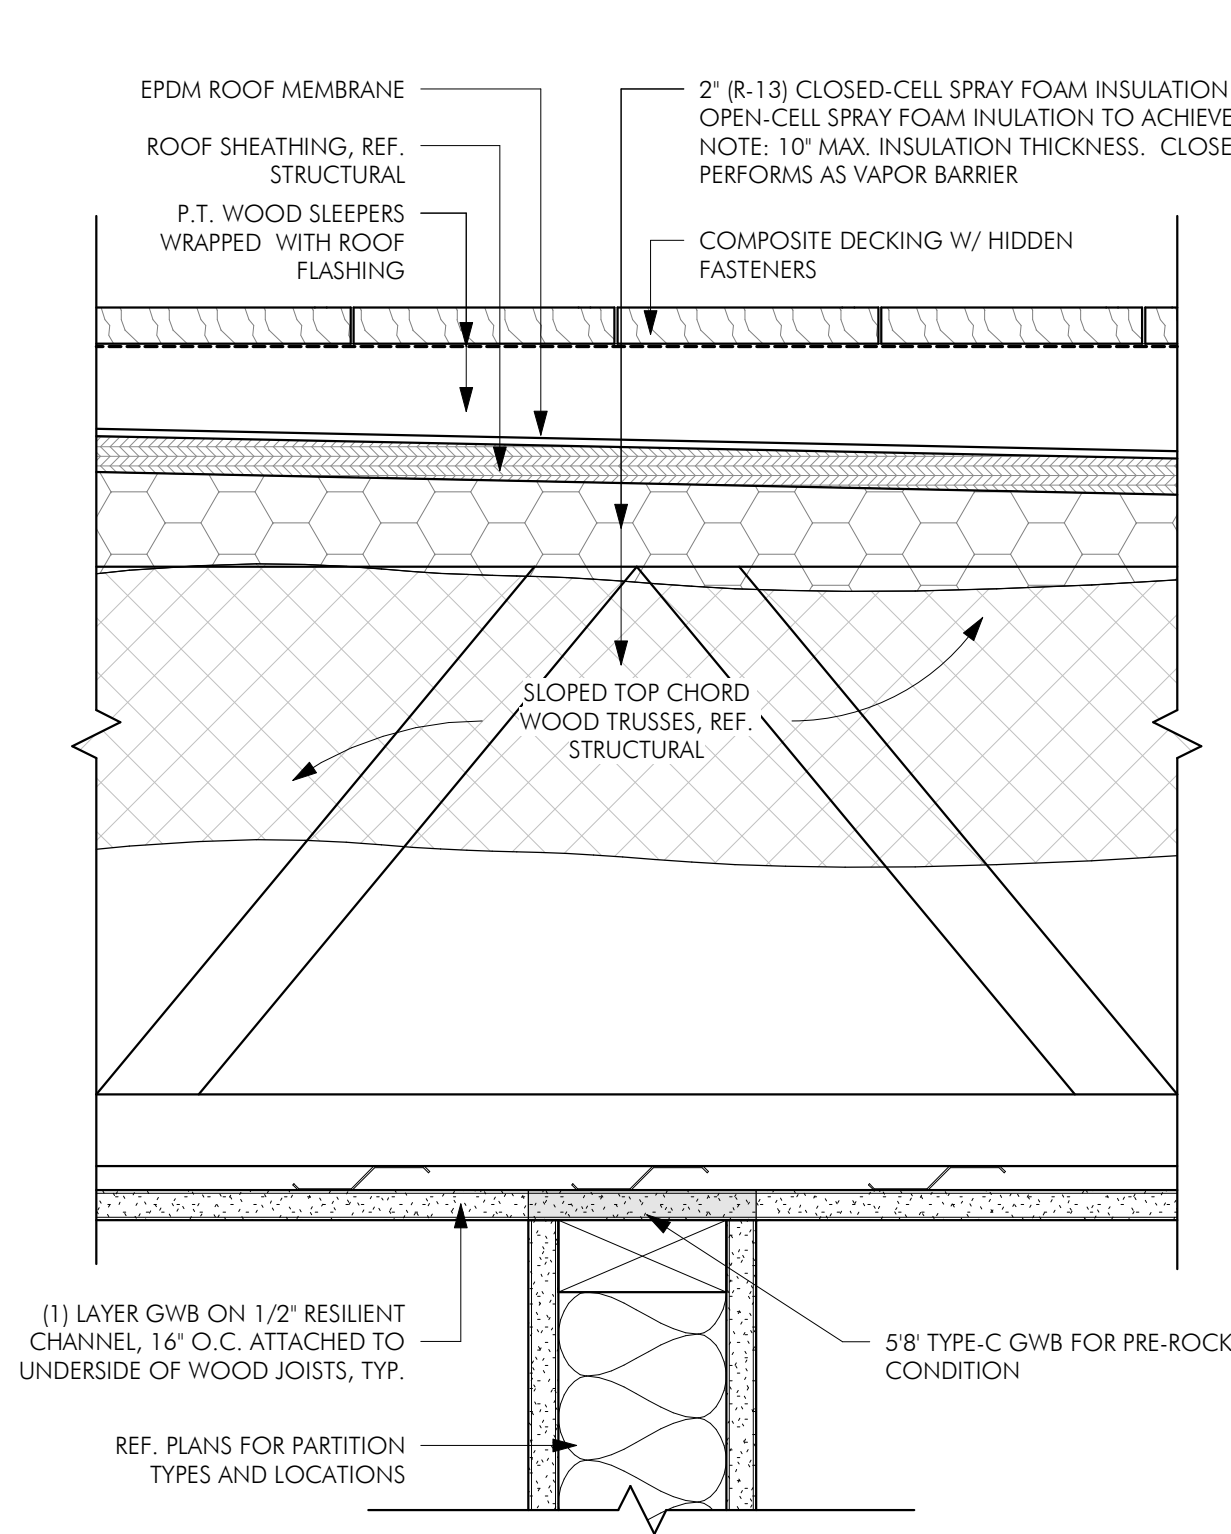 EPDM ROOF MEMBRANE
ROOF SHEATHING, REF.
STRUCTURAL
P.T. WOOD SLEEPERS
WRAPPED WITH ROOF
FLASHING
2" (R-13) CLOSED-CELL SPRAY FOAM INSULATION
OPEN-CELL SPRAY FOAM INULATION TO ACHIEVE
NOTE: 10" MAX. INSULATION THICKNESS. CLOSE
PERFORMS AS VAPOR BARRIER
COMPOSITE DECKING W/ HIDDEN
FASTENERS
SLOPED TOP CHORD
WOOD TRUSSES, REF.
STRUCTURAL
(1) LAYER GWB ON 1/2" RESILIENT
CHANNEL, 16" O.C. ATTACHED TO
UNDERSIDE OF WOOD JOISTS, TYP.
5'8' TYPE-C GWB FOR PRE-ROCK
CONDITION
REF. PLANS FOR PARTITION
TYPES AND LOCATIONS